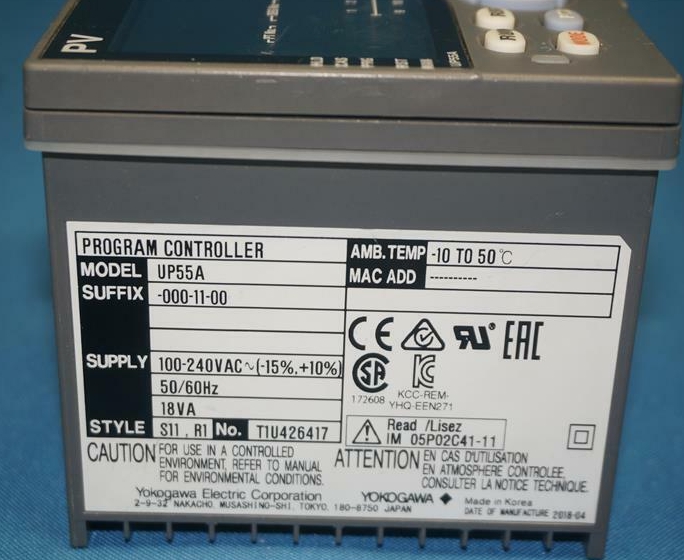 PV
RUN
MODE
UP55A
PROGRAM CONTROLLER
MODEL UP55A
SUFFIX -000-11-00
SUPPLY 100-240VAC~(-15%,+10%)
50/60Hz
18VA
STYLE S11 , R1 No. T1U426417
AMB. TEMP -10 TO 50℃
MAC ADD ----------
CE EAC
172608
KCC-REM-
YHQ-EEN271
Read /Lisez
IM 05P02C41-11
CAUTION FOR USE IN A CONTROLLED
ENVIRONMENT, REFER TO MANUAL
FOR ENVIRONMENTAL CONDITIONS.
ATTENTION EN CAS D'UTILISATION
EN ATMOSPHERE CONTROLEE,
CONSULTER LA NOTICE TECHNIQUE.
Yokogawa Electric Corporation
2-9-32 NAKACHO, MUSASHINO-SHI, TOKYO, 180-8750 JAPAN
YOKOGAWA
Made in Korea
DATE OF MANUFACTURE 2018-04